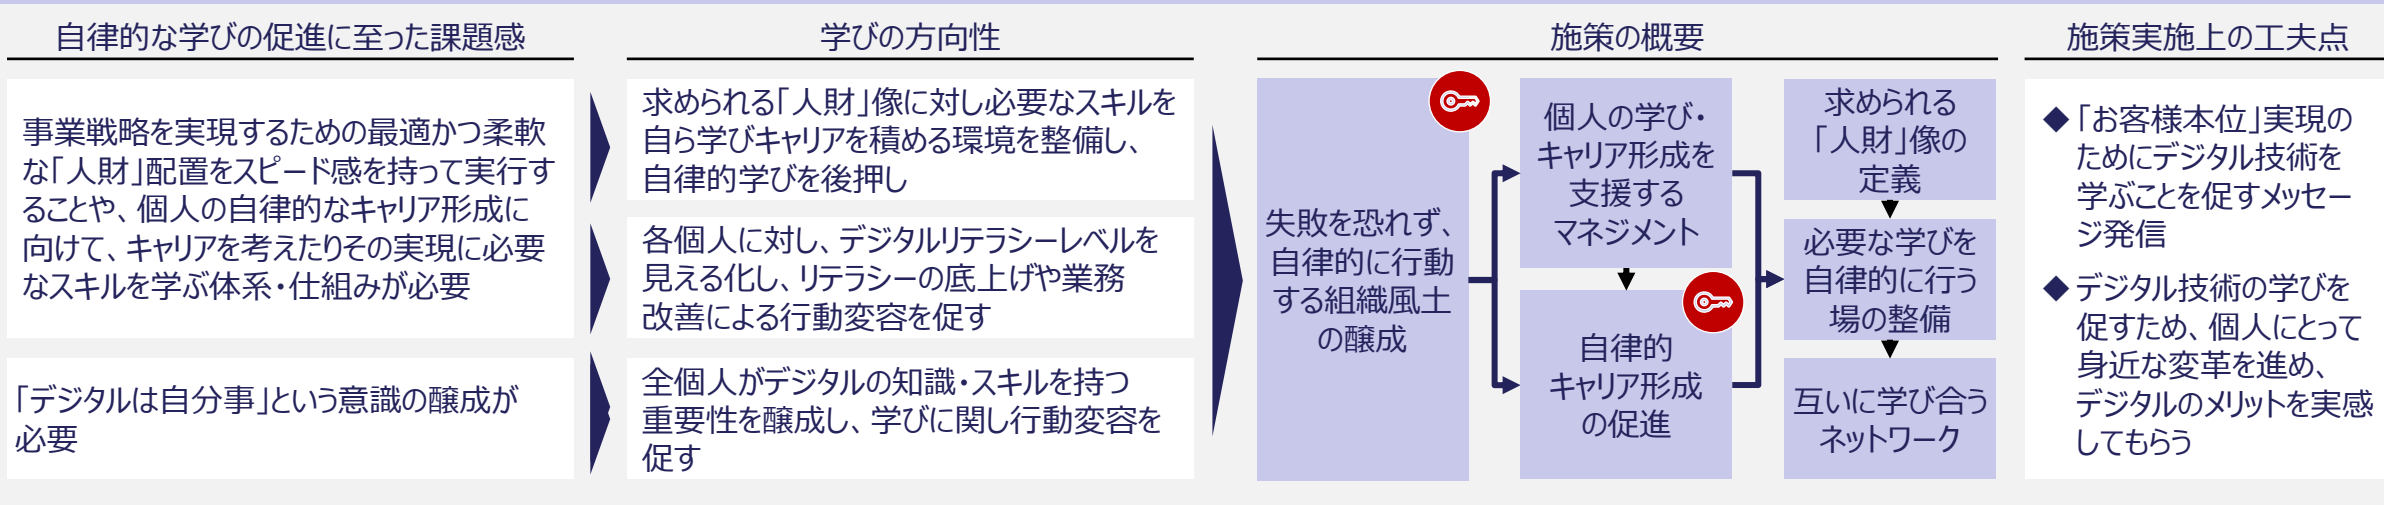 自律的な学びの促進に至った課題感
事業戦略を実現するための最適かつ柔軟
な「人財」配置をスピード感を持って実行す
ることや、個人の自律的なキャリア形成に
向けて、キャリアを考えたりその実現に必要
なスキルを学ぶ体系・仕組みが必要
「デジタルは自分事」という意識の醸成が
必要
学びの方向性
求められる「人財」像に対し必要なスキルを
自ら学びキャリアを積める環境を整備し、
自律的学びを後押し
各個人に対し、デジタルリテラシーレベルを
見える化し、リテラシーの底上げや業務
改善による行動変容を促す
全個人がデジタルの知識・スキルを持つ
重要性を醸成し、学びに関し行動変容を
促す
施策の概要
失敗を恐れず、
自律的に行動
する組織風土
の醸成
個人の学び・
キャリア形成を
支援する
マネジメント
自律的
キャリア形成
の促進
求められる
「人財」像の
定義
必要な学びを
自律的に行う
場の整備
互いに学び合う
ネットワーク
施策実施上の工夫点
◆「お客様本位」実現の
ためにデジタル技術を
学ぶことを促すメッセー
ジ発信
◆デジタル技術の学びを
促すため、個人にとって
身近な変革を進め、
デジタルのメリットを実感
してもらう